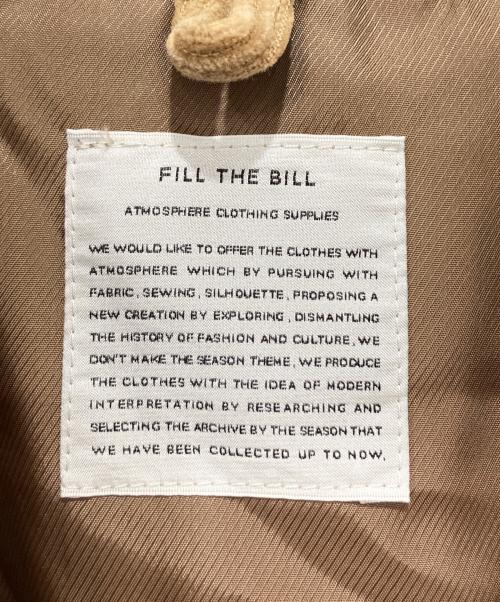 FILL THE BILL
ATMOSPHERE CLOTHING SUPPLIES
WE WOULD LIKE TO OFFER THE CLOTHES WITH
ATMOSPHERE WHICH BY PURSUING WITH
FABRIC, SEWING, SILHOUETTE, PROPOSING A
NEW CREATION BY EXPLORING, DISMANTLING
THE HISTORY OF FASHION AND CULTURE, WE
DON'T MAKE THE SEASON THEME, WE PRODUCE
THE CLOTHES WITH THE IDEA OF MODERN
INTERPRETATION BY RESEARCHING AND
SELECTING THE ARCHIVE BY THE SEASON THAT
WE HAVE BEEN COLLECTED UP TO NOW.